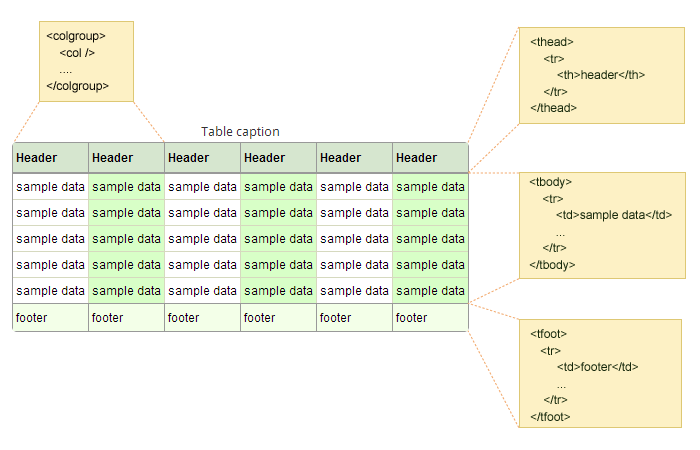 <colgroup>
<col />
....
</colgroup>
<thead>
<tr>
<th>header</th>
</tr>
</thead>
Table caption
Header Header Header Header Header Header
sample data sample data sample data sample data sample data sample data
sample data sample data sample data sample data sample data sample data
sample data sample data sample data sample data sample data sample data
sample data sample data sample data sample data sample data sample data
sample data sample data sample data sample data sample data sample data
footer footer footer footer footer footer
<tbody>
<tr>
<td>sample data</td>
...
</tr>
</tbody>
<tfoot>
<tr>
<td>footer</td>
...
</tr>
</tfoot>